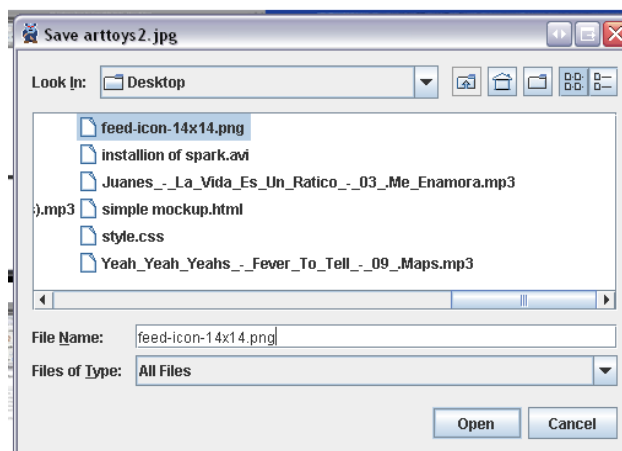 Save arttoys2.jpg
Look In: Desktop
feed-icon-14x14.png
installion of spark.avi
Juanes_-_La_Vida_Es_Un_Ratico_-_03_.Me_Enamora.mp3
;).mp3 simple mockup.html
style.css
Yeah_Yeah_Yeahs_-_Fever_To_Tell_-_09_.Maps.mp3
File Name: feed-icon-14x14.png
Files of Type: All Files
Open Cancel